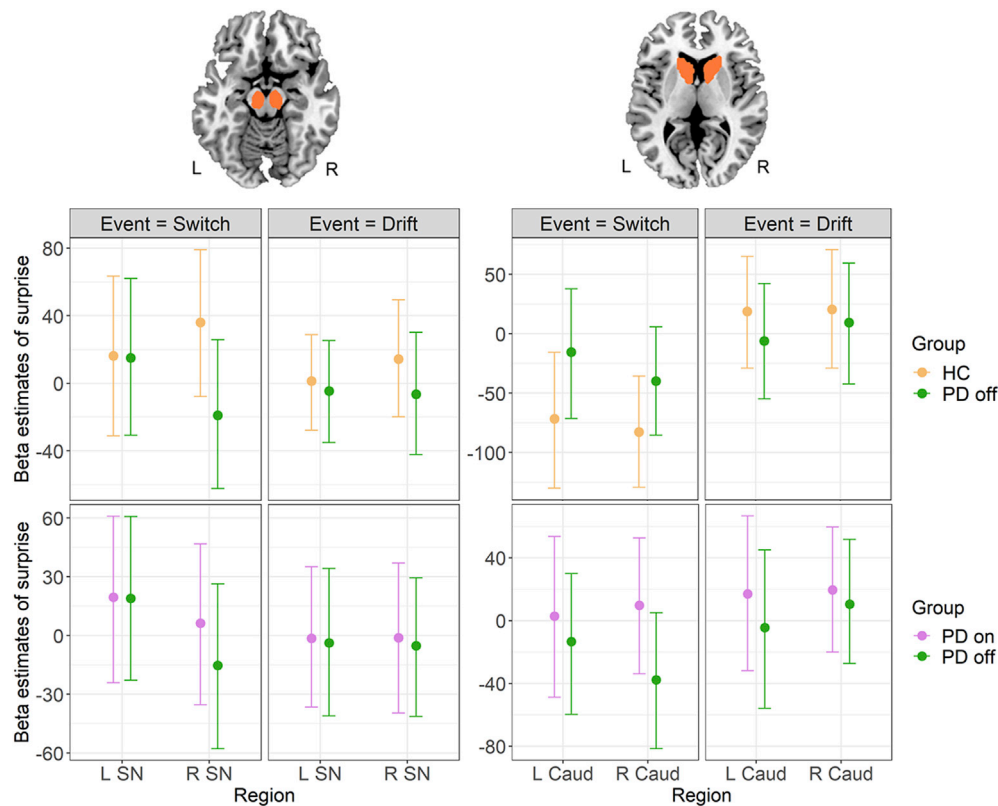 L R
L R
Event = Switch Event = Drift
Event = Switch Event = Drift
Beta estimates of surprise
80
40
0
-40
50
0
-50
-100
Group
HC
PD off
Beta estimates of surprise
60
30
0
-30
-60
40
0
-40
-80
Group
PD on
PD off
L SN R SN L SN R SN
Region
L Caud R Caud L Caud R Caud
Region